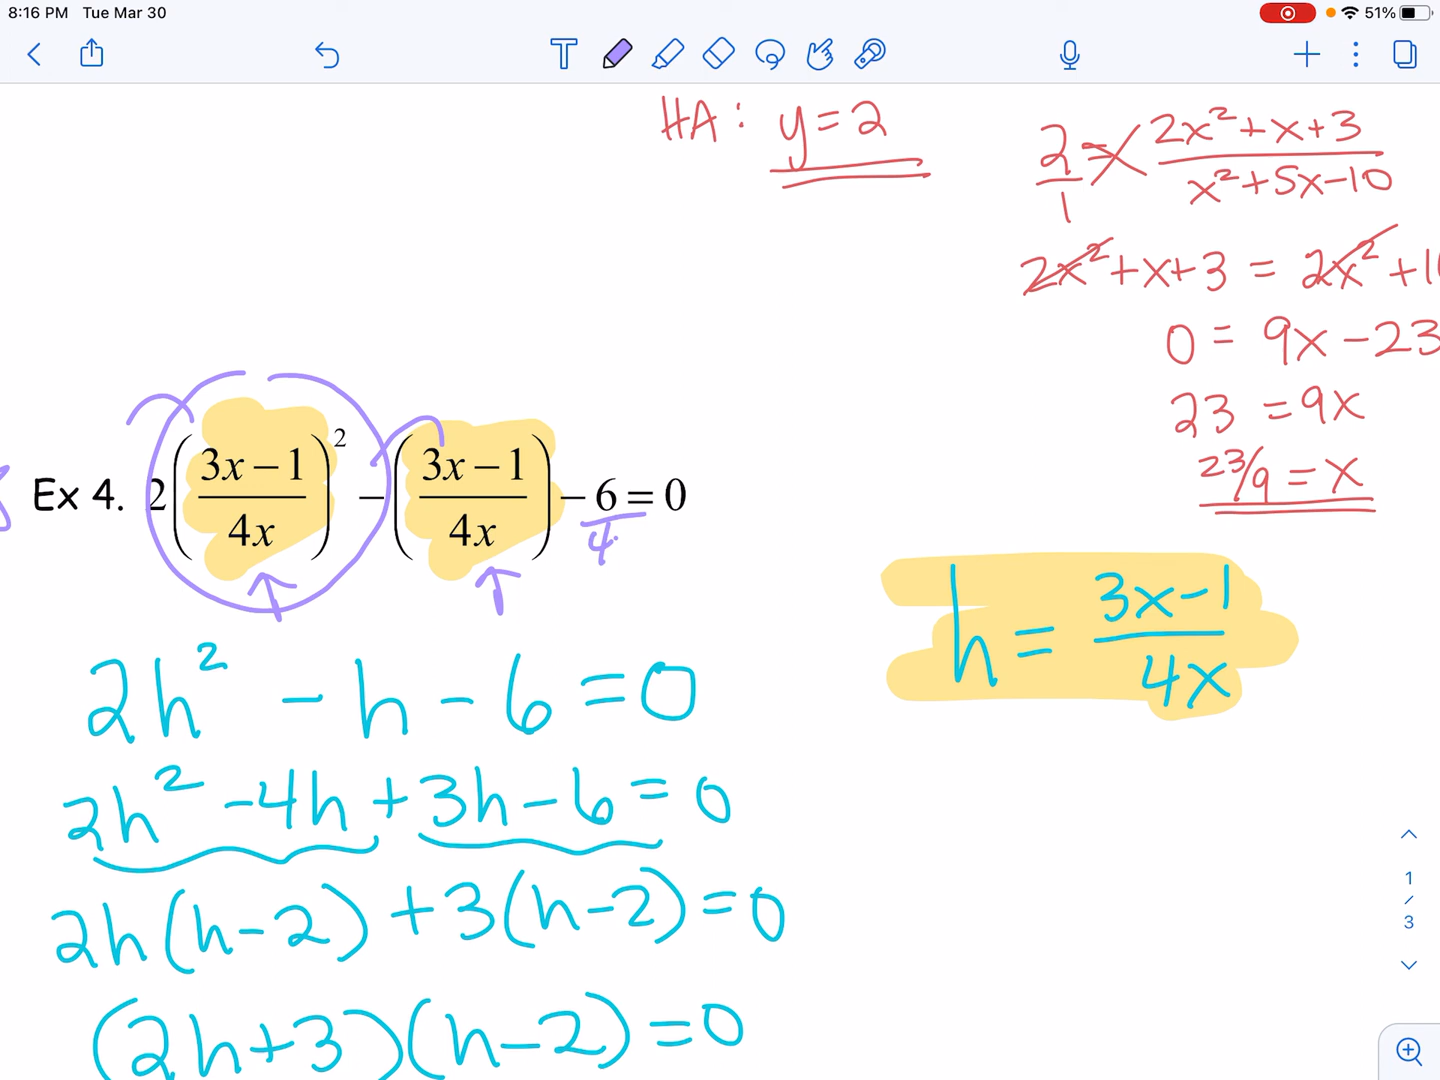 8:16 PM Tue Mar 30
51%
HA: y=2
2/1 = (2x²+x+3)/(x²+5x-10)
2x²+x+3 = 2x²+1
0 = 9x-23
23 = 9x
23/9 = x
Ex 4. 2((3x-1)/(4x))² - ((3x-1)/(4x)) - 6 = 0
4
h = (3x-1)/(4x)
2h² - h - 6 = 0
2h² - 4h + 3h - 6 = 0
2h(h-2) + 3(h-2) = 0
(2h+3)(h-2) = 0
1
/
3